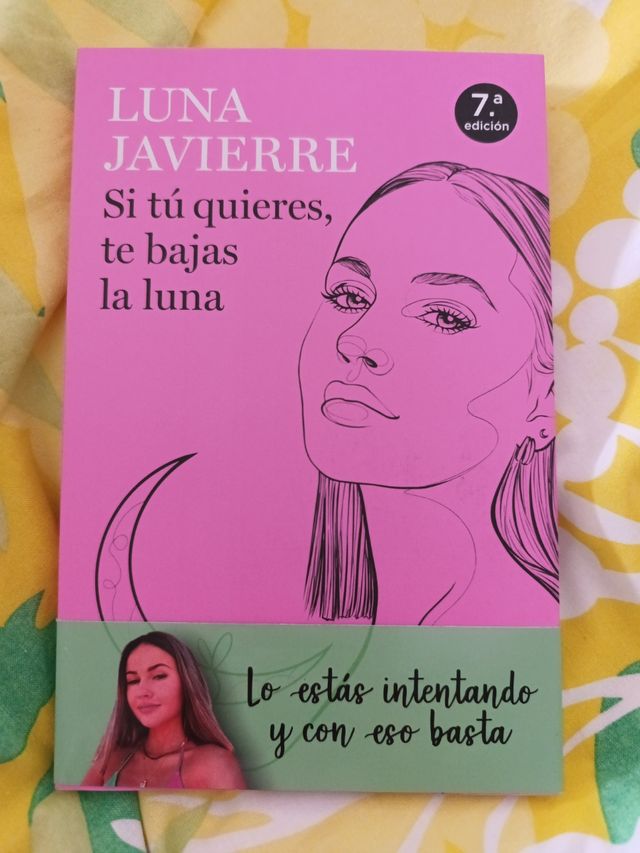 LUNA
JAVIERRE
7.ª
edición
Si tú quieres,
te bajas
la luna
Lo estás intentando
y con eso basta